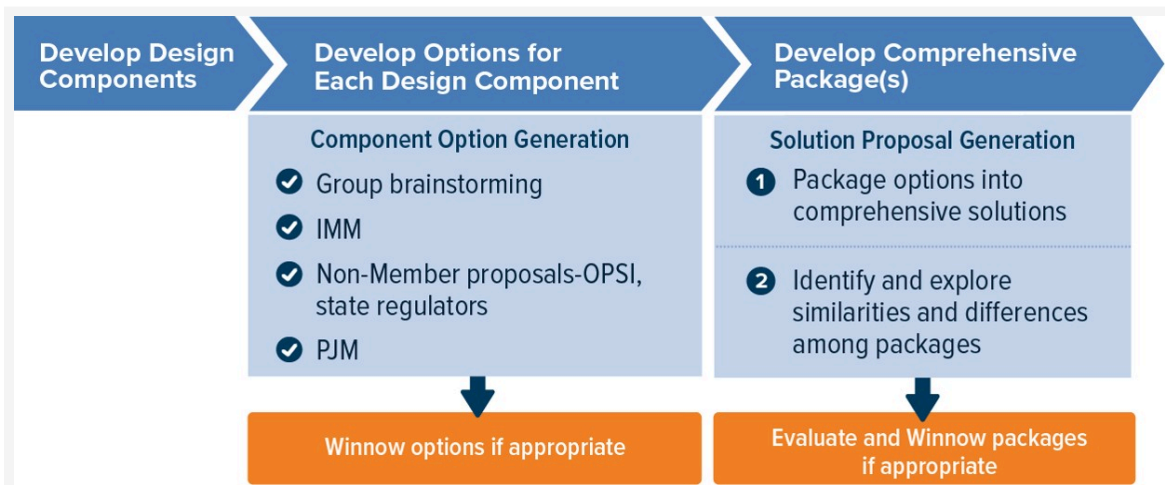 Develop Design
Components
Develop Options for
Each Design Component
Develop Comprehensive
Package(s)
Component Option Generation
Group brainstorming
IMM
Non-Member proposals-OPSI,
state regulators
PJM
Winnow options if appropriate
Solution Proposal Generation
1 Package options into
comprehensive solutions
2 Identify and explore
similarities and differences
among packages
Evaluate and Winnow packages
if appropriate